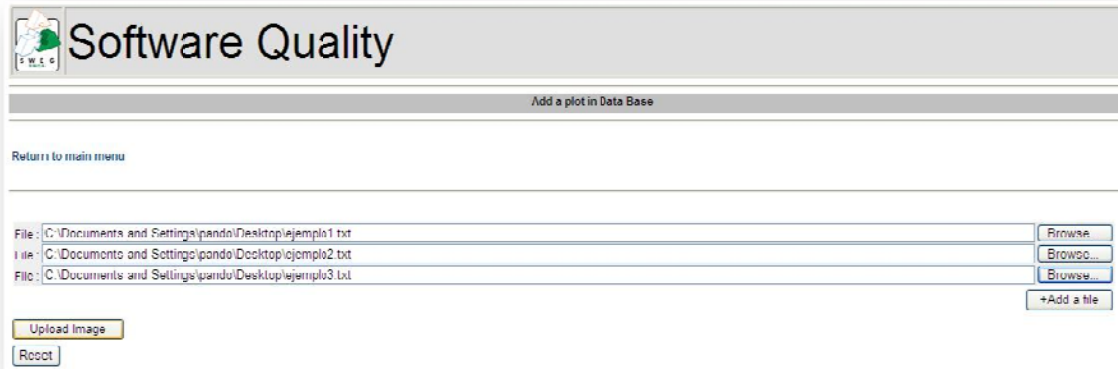 SWEG
Software Quality
Add a plot in Data Base
Return to main menu
File : C:\Documents and Settings\pando\Desktop\ejemplo1.txt Browse...
File : C:\Documents and Settings\pando\Desktop\ejemplo2.txt Browse...
File : C:\Documents and Settings\pando\Desktop\ejemplo3.txt Browse...
+Add a file
Upload Image
Reset